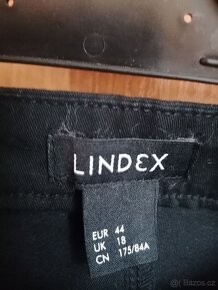 LINDEX
EUR 44
UK 18
CN 175/84A
Bazos.cz